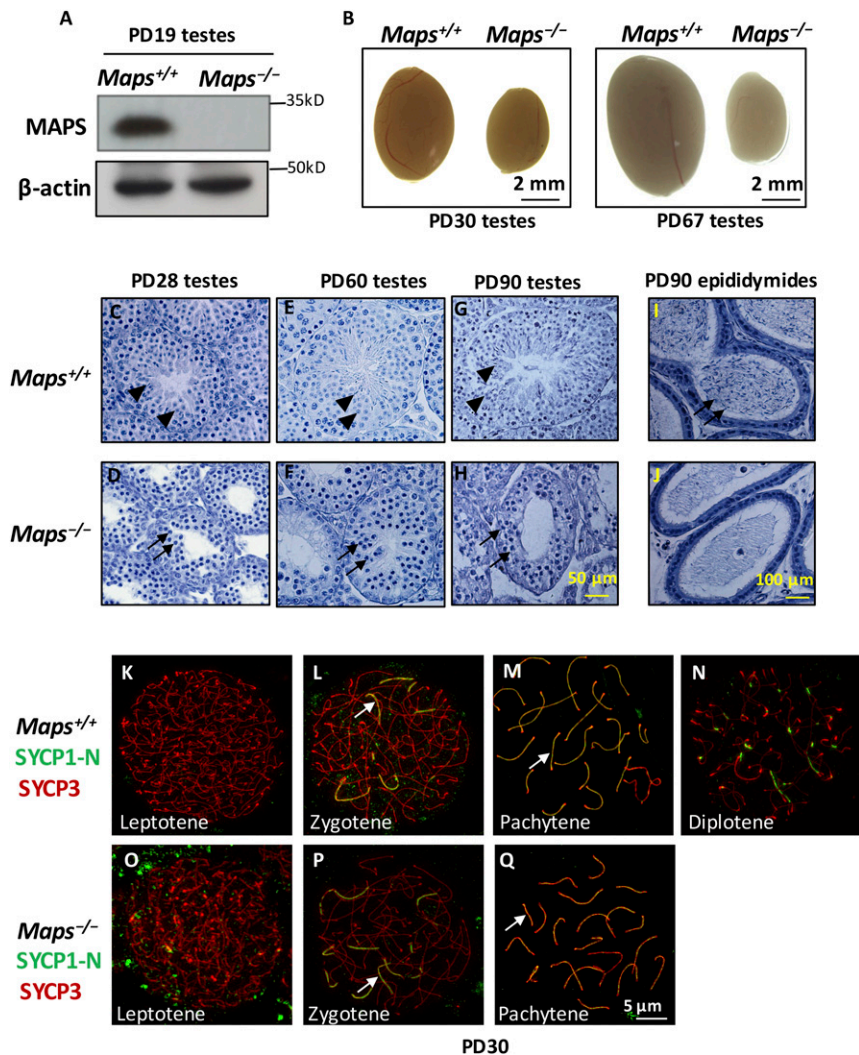 A
PD19 testes
Maps+/+ Maps−/−
MAPS
35kD
β-actin
50kD
B
Maps+/+ Maps−/−
2 mm
PD30 testes
Maps+/+ Maps−/−
2 mm
PD67 testes
PD28 testes PD60 testes PD90 testes PD90 epididymides
Maps+/+
C E G I
Maps−/−
D F H J
50 µm 100 µm
K L M N
Maps+/+
SYCP1-N
SYCP3
Leptotene Zygotene Pachytene Diplotene
O P Q
Maps−/−
SYCP1-N
SYCP3
Leptotene Zygotene Pachytene
5 µm
PD30